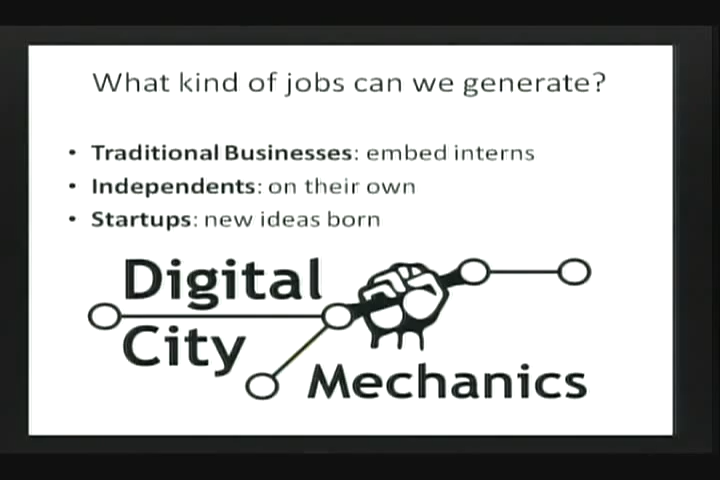 What kind of jobs can we generate?
• Traditional Businesses: embed interns
• Independents: on their own
• Startups: new ideas born
Digital
City
Mechanics